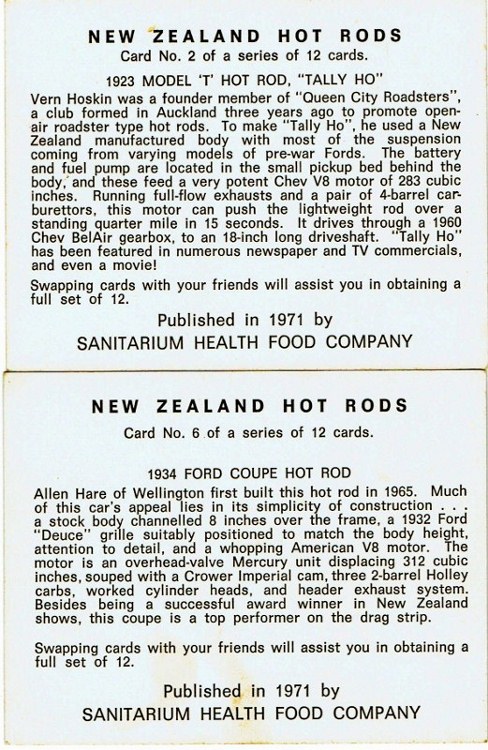 NEW ZEALAND HOT RODS
Card No. 2 of a series of 12 cards.
1923 MODEL 'T' HOT ROD, "TALLY HO"
Vern Hoskin was a founder member of "Queen City Roadsters",
a club formed in Auckland three years ago to promote open-
air roadster type hot rods. To make "Tally Ho", he used a New
Zealand manufactured body with most of the suspension
coming from varying models of pre-war Fords. The battery
and fuel pump are located in the small pickup bed behind the
body, and these feed a very potent Chev V8 motor of 283 cubic
inches. Running full-flow exhausts and a pair of 4-barrel car-
burettors, this motor can push the lightweight rod over a
standing quarter mile in 15 seconds. It drives through a 1960
Chev BelAir gearbox, to an 18-inch long driveshaft. "Tally Ho"
has been featured in numerous newspaper and TV commercials,
and even a movie!
Swapping cards with your friends will assist you in obtaining a
full set of 12.
Published in 1971 by
SANITARIUM HEALTH FOOD COMPANY
NEW ZEALAND HOT RODS
Card No. 6 of a series of 12 cards.
1934 FORD COUPE HOT ROD
Allen Hare of Wellington first built this hot rod in 1965. Much
of this car's appeal lies in its simplicity of construction . . .
a stock body channelled 8 inches over the frame, a 1932 Ford
"Deuce" grille suitably positioned to match the body height,
attention to detail, and a whopping American V8 motor. The
motor is an overhead-valve Mercury unit displacing 312 cubic
inches, souped with a Crower Imperial cam, three 2-barrel Holley
carbs, worked cylinder heads, and header exhaust system.
Besides being a successful award winner in New Zealand
shows, this coupe is a top performer on the drag strip.
Swapping cards with your friends will assist you in obtaining a
full set of 12.
Published in 1971 by
SANITARIUM HEALTH FOOD COMPANY